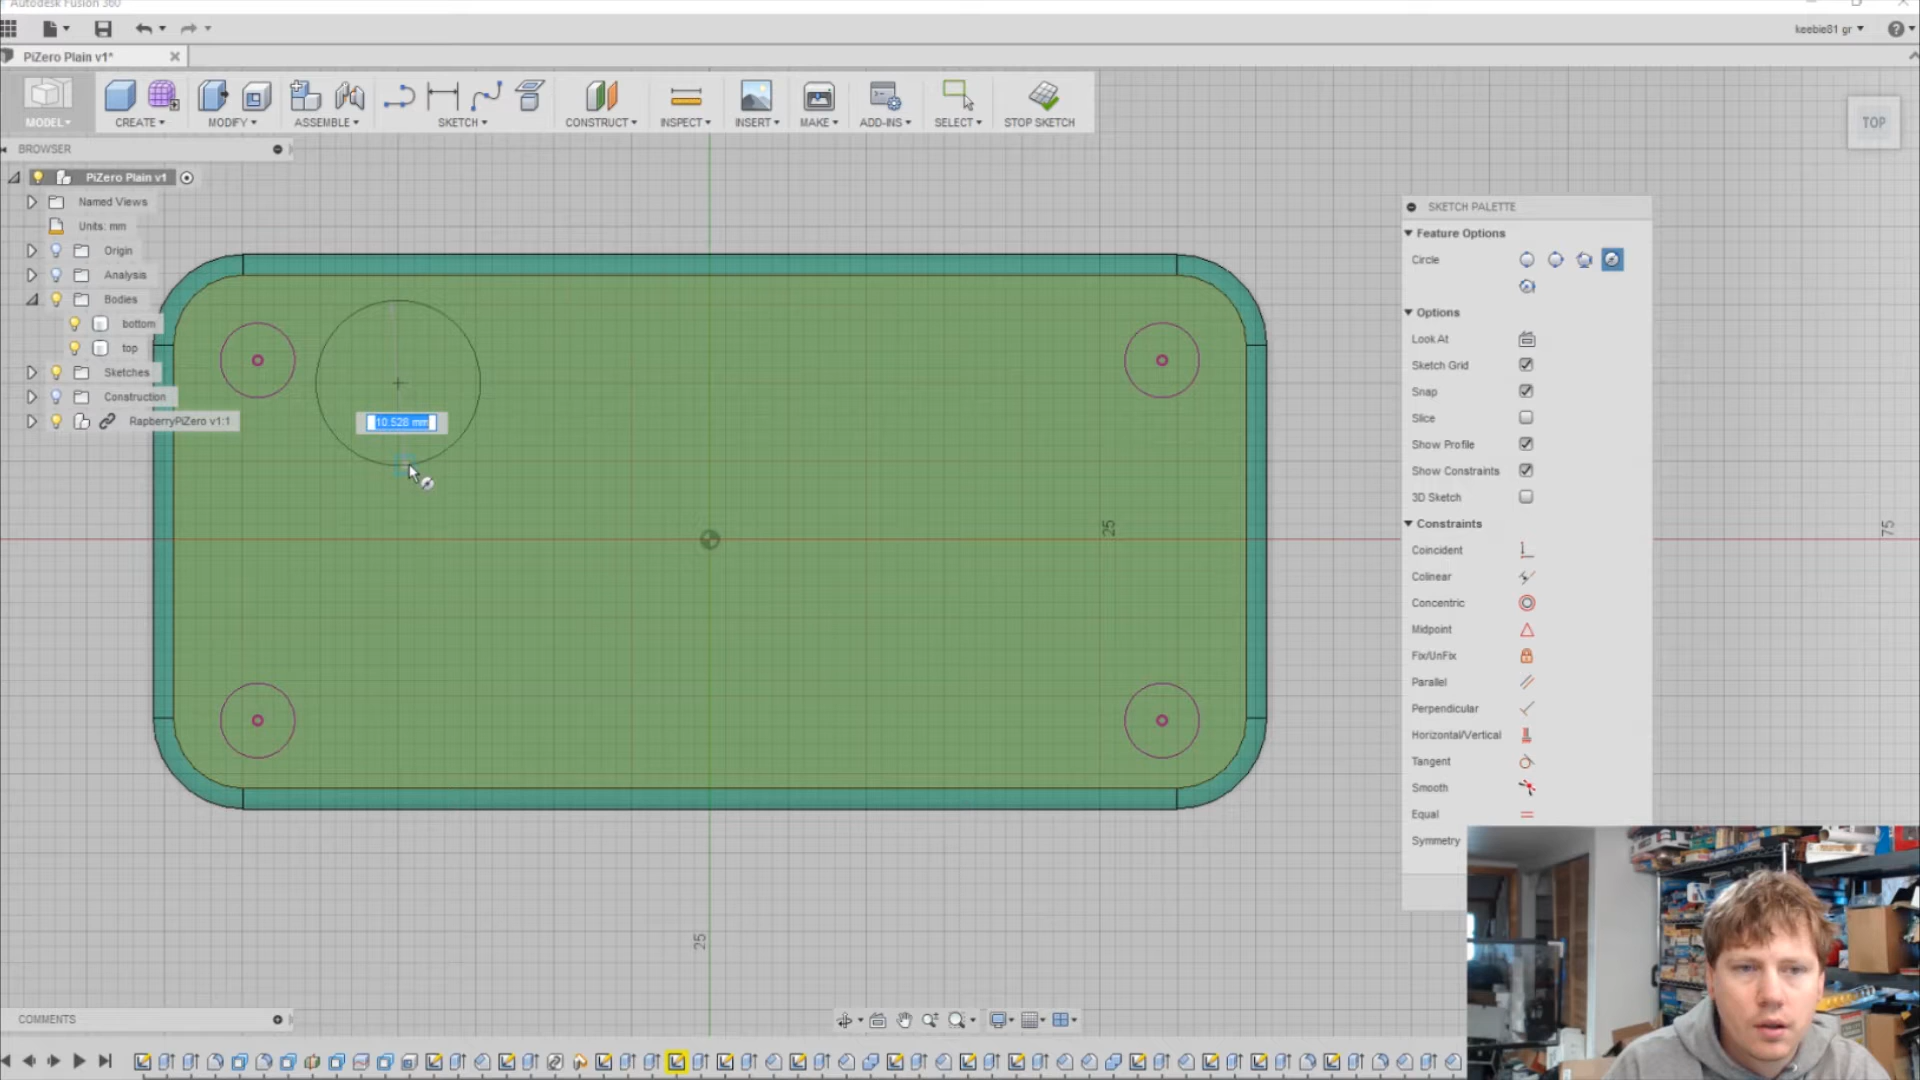 Autodesk Fusion 360
keebie81 gr
PiZero Plain v1*
MODEL
CREATE
MODIFY
ASSEMBLE
SKETCH
CONSTRUCT
INSPECT
INSERT
MAKE
ADD-INS
SELECT
STOP SKETCH
TOP
BROWSER
PiZero Plain v1
Named Views
Units: mm
Origin
Analysis
Bodies
bottom
top
Sketches
Construction
RapberryPiZero v1:1
10.528 mm
25
75
25
SKETCH PALETTE
Feature Options
Circle
Options
Look At
Sketch Grid
Snap
Slice
Show Profile
Show Constraints
3D Sketch
Constraints
Coincident
Colinear
Concentric
Midpoint
Fix/UnFix
Parallel
Perpendicular
Horizontal/Vertical
Tangent
Smooth
Equal
Symmetry
COMMENTS